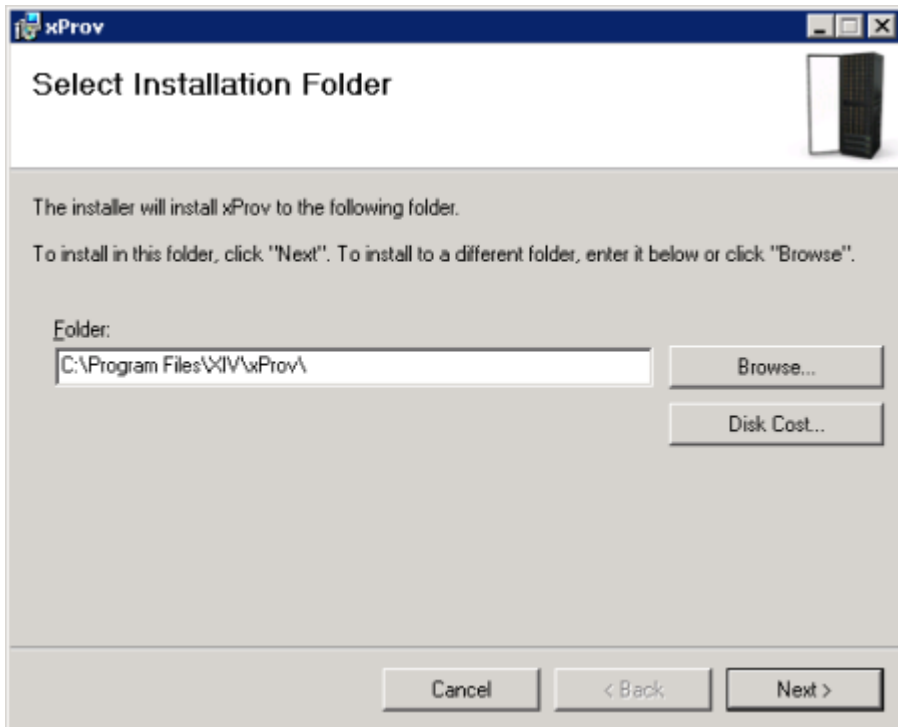 xProv
Select Installation Folder
The installer will install xProv to the following folder.
To install in this folder, click "Next". To install to a different folder, enter it below or click "Browse".
Folder:
C:\Program Files\XIV\xProv\
Browse...
Disk Cost...
Cancel
< Back
Next >